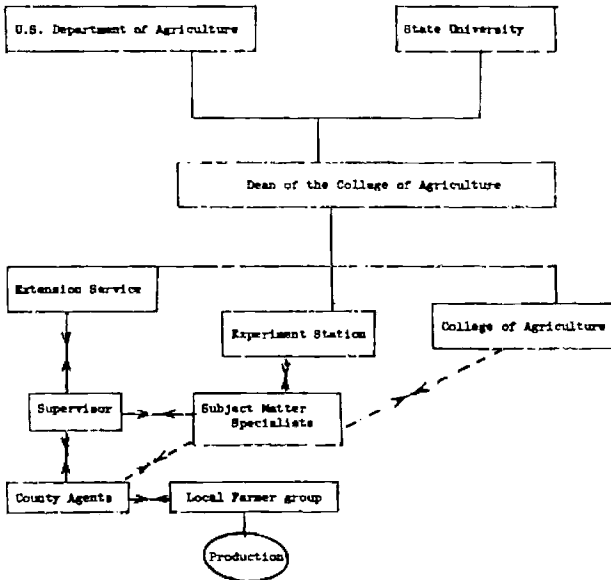 U.S. Department of Agriculture
State University
Dean of the College of Agriculture
Extension Service
Experiment Station
College of Agriculture
Supervisor
Subject Matter
Specialists
County Agents
Local Farmer group
Production